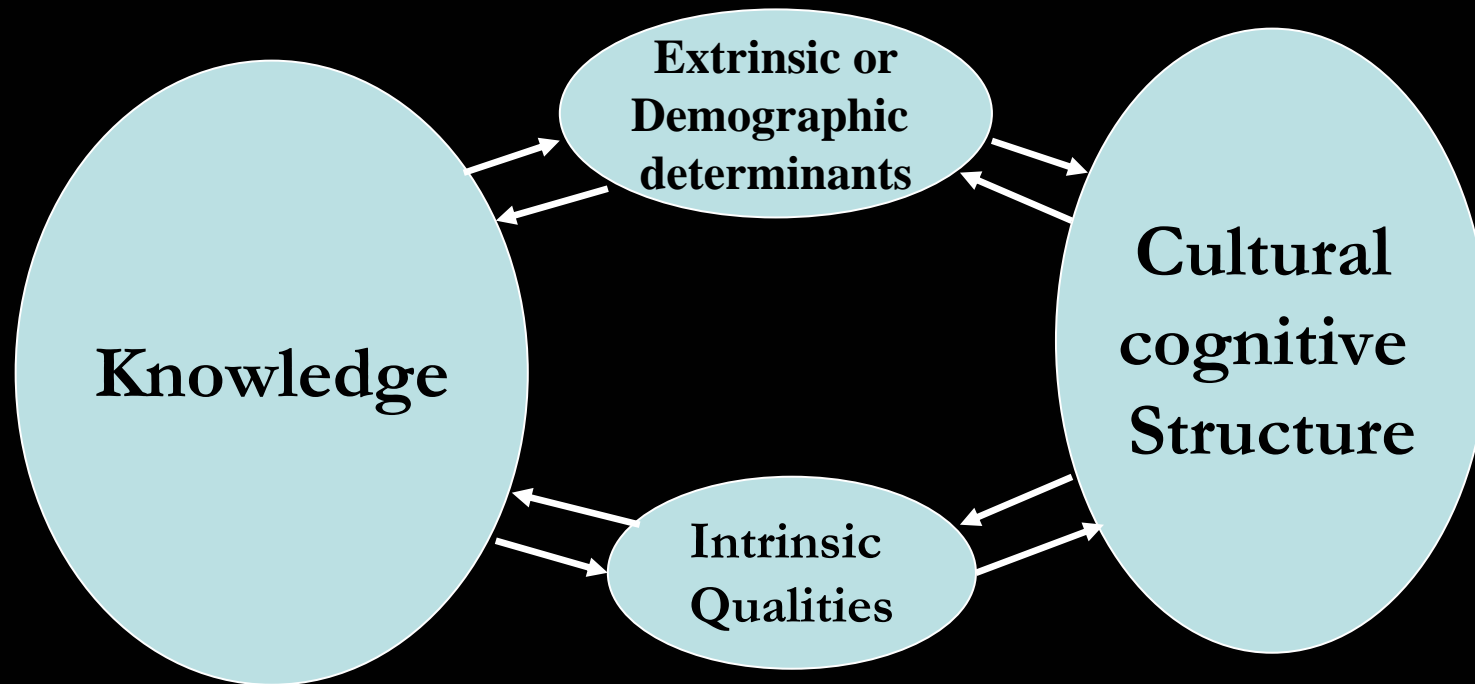 Extrinsic or
Demographic
determinants
Knowledge
Cultural
cognitive
Structure
Intrinsic
Qualities